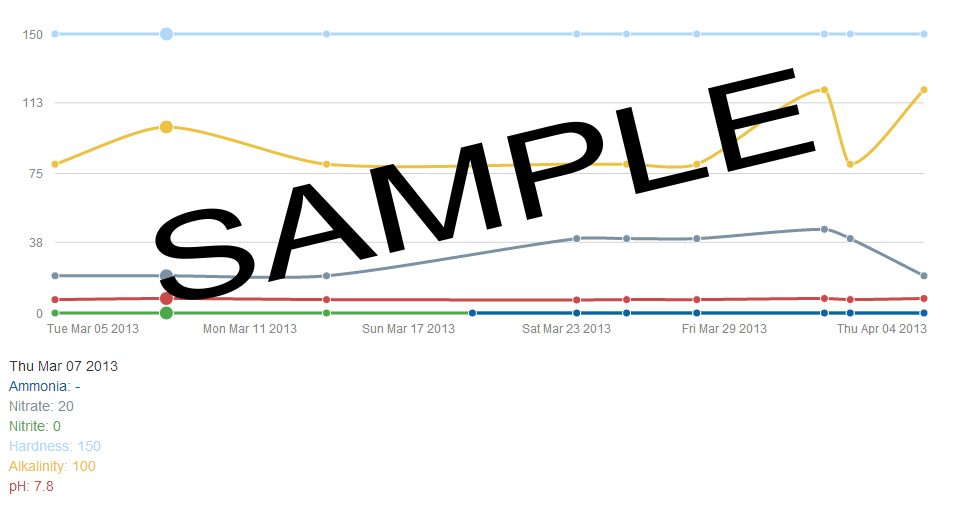 150
113
75
38
0
SAMPLE
Tue Mar 05 2013 Mon Mar 11 2013 Sun Mar 17 2013 Sat Mar 23 2013 Fri Mar 29 2013 Thu Apr 04 2013
Thu Mar 07 2013
Ammonia: -
Nitrate: 20
Nitrite: 0
Hardness: 150
Alkalinity: 100
pH: 7.8